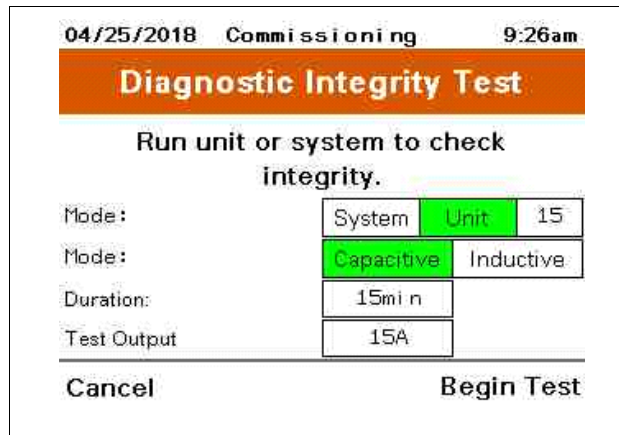 04/25/2018 Commissioning 9:26am
Diagnostic Integrity Test
Run unit or system to check
integrity.
Mode: System Unit 15
Mode: Capacitive Inductive
Duration: 15min
Test Output 15A
Cancel Begin Test